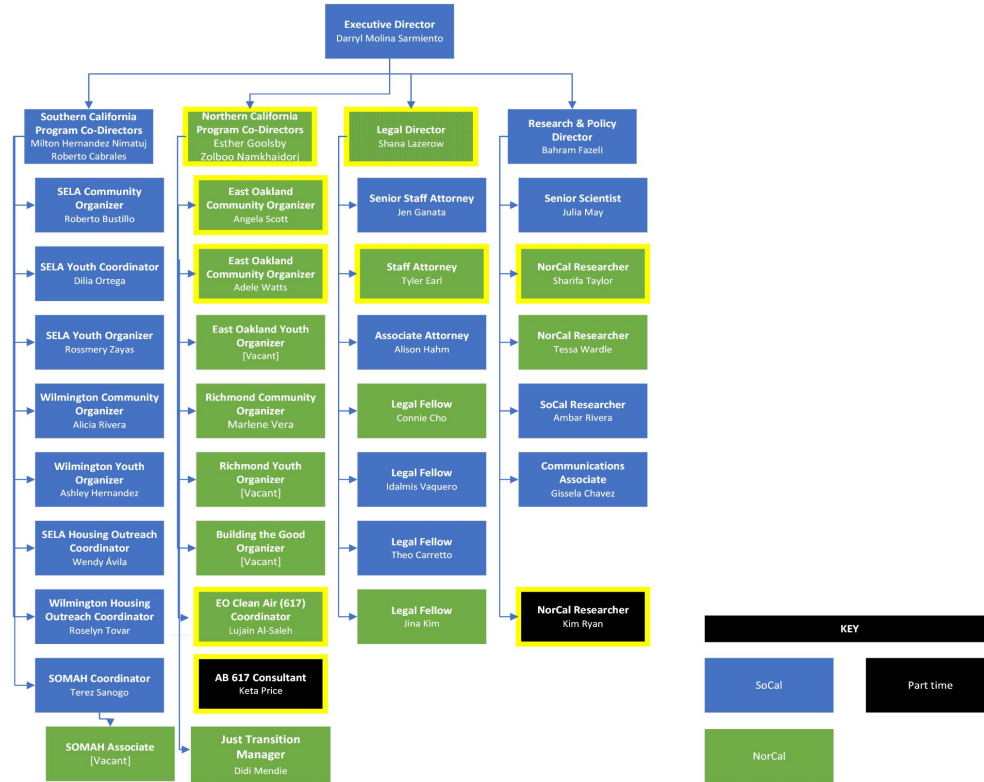 Executive Director
Darryl Molina Sarmiento
Southern California
Program Co-Directors
Milton Hernandez Nimatuj
Roberto Cabrales
SELA Community
Organizer
Roberto Bustillo
SELA Youth Coordinator
Dilia Ortega
SELA Youth Organizer
Rossmery Zayas
Wilmington Community
Organizer
Alicia Rivera
Wilmington Youth
Organizer
Ashley Hernandez
SELA Housing Outreach
Coordinator
Wendy Ávila
Wilmington Housing
Outreach Coordinator
Roselyn Tovar
SOMAH Coordinator
Terez Sanogo
SOMAH Associate
[Vacant]
Northern California
Program Co-Directors
Esther Goolsby
Zolboo Namkhaidorj
East Oakland
Community Organizer
Angela Scott
East Oakland
Community Organizer
Adele Watts
East Oakland Youth
Organizer
[Vacant]
Richmond Community
Organizer
Marlene Vera
Richmond Youth
Organizer
[Vacant]
Building the Good
Organizer
[Vacant]
EO Clean Air (617)
Coordinator
Lujain Al-Saleh
AB 617 Consultant
Keta Price
Just Transition
Manager
Didi Mendie
Legal Director
Shana Lazerow
Senior Staff Attorney
Jen Ganata
Staff Attorney
Tyler Earl
Associate Attorney
Alison Hahm
Legal Fellow
Connie Cho
Legal Fellow
Idalmis Vaquero
Legal Fellow
Theo Carretto
Legal Fellow
Jina Kim
Research & Policy
Director
Bahram Fazeli
Senior Scientist
Julia May
NorCal Researcher
Sharifa Taylor
NorCal Researcher
Tessa Wardle
SoCal Researcher
Ambar Rivera
Communications
Associate
Gissela Chavez
NorCal Researcher
Kim Ryan
KEY
SoCal
Part time
NorCal